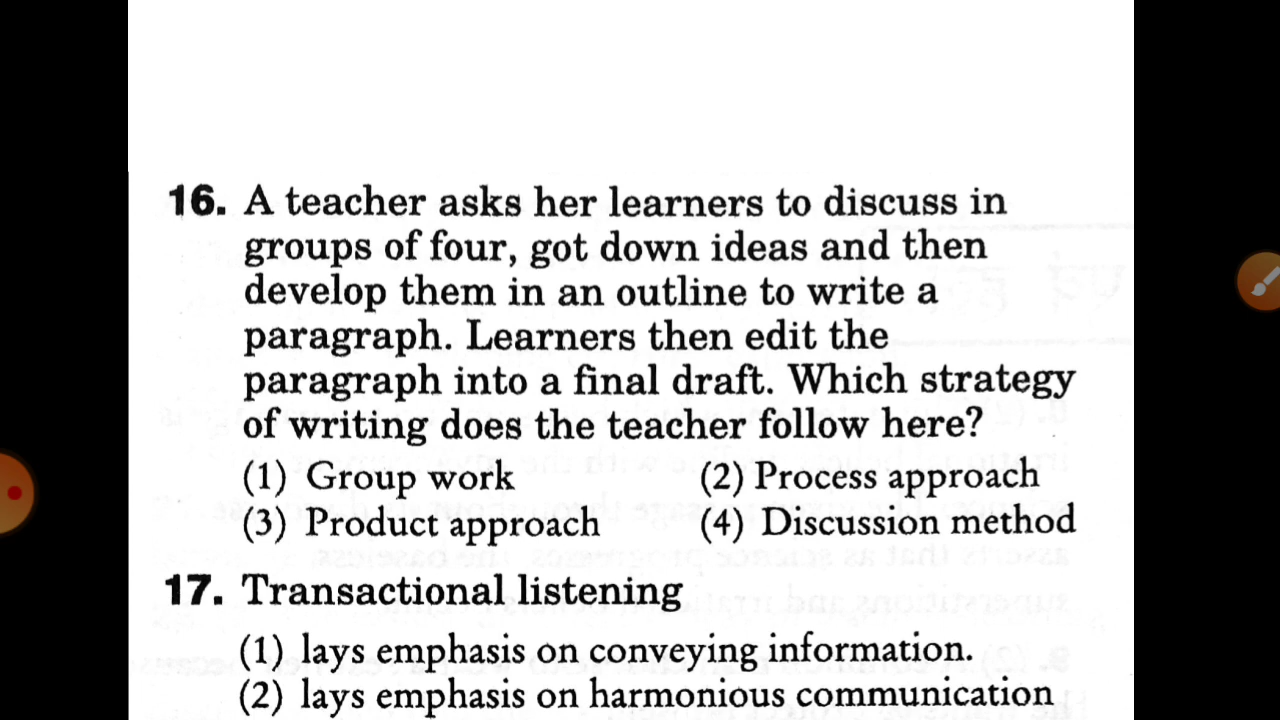 16. A teacher asks her learners to discuss in
groups of four, got down ideas and then
develop them in an outline to write a
paragraph. Learners then edit the
paragraph into a final draft. Which strategy
of writing does the teacher follow here?
(1) Group work (2) Process approach
(3) Product approach (4) Discussion method
17. Transactional listening
(1) lays emphasis on conveying information.
(2) lays emphasis on harmonious communication